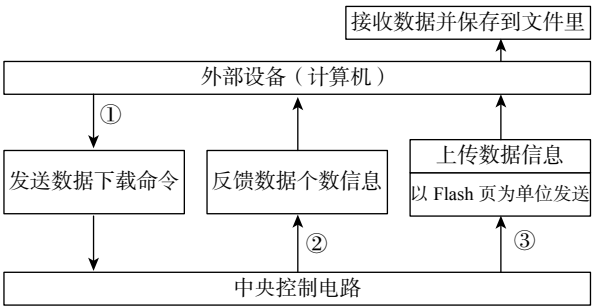 接收数据并保存到文件里
外部设备（计算机）
①
发送数据下载命令
反馈数据个数信息
上传数据信息
以 Flash 页为单位发送
②
③
中央控制电路